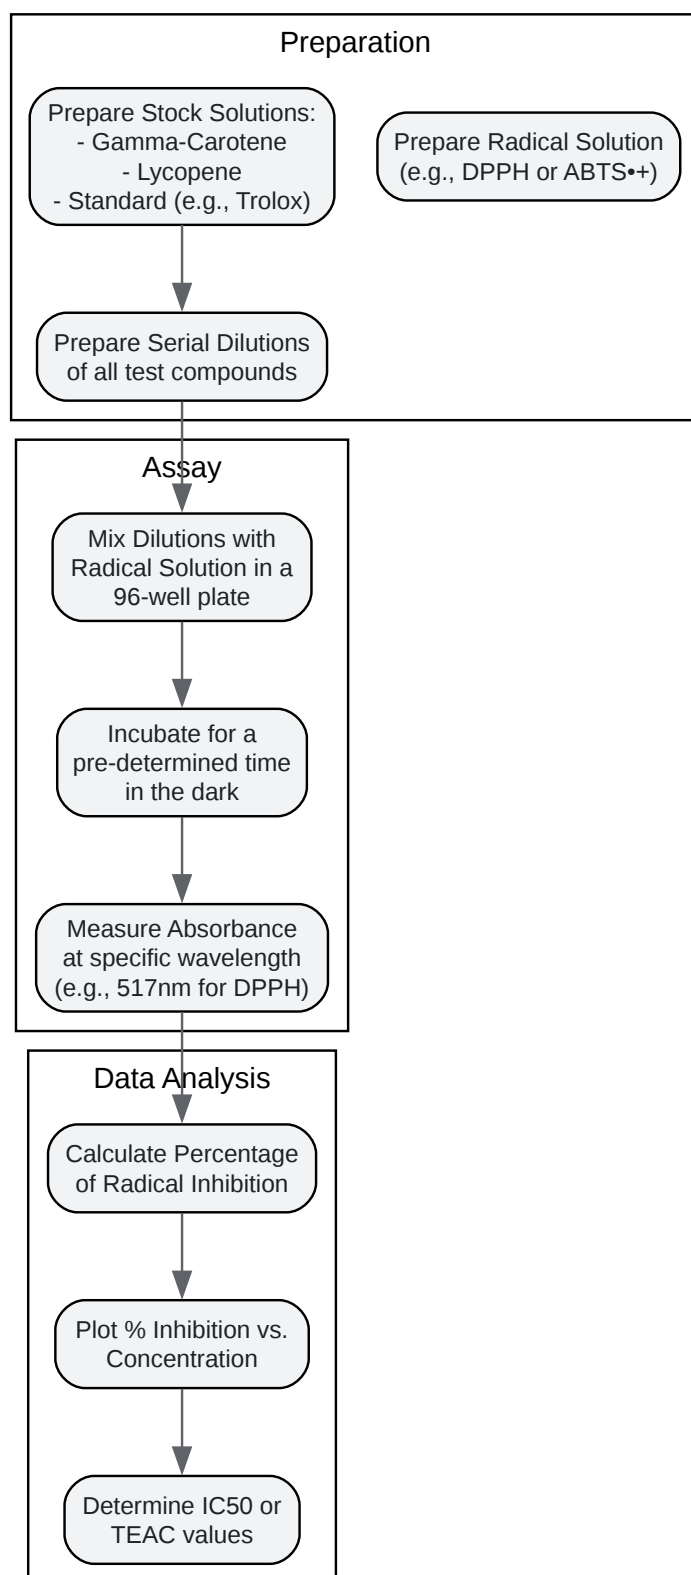 Preparation
Prepare Stock Solutions:
- Gamma-Carotene
- Lycopene
- Standard (e.g., Trolox)
Prepare Radical Solution
(e.g., DPPH or ABTS•+)
Prepare Serial Dilutions
of all test compounds
Assay
Mix Dilutions with
Radical Solution in a
96-well plate
Incubate for a
pre-determined time
in the dark
Measure Absorbance
at specific wavelength
(e.g., 517nm for DPPH)
Data Analysis
Calculate Percentage
of Radical Inhibition
Plot % Inhibition vs.
Concentration
Determine IC50 or
TEAC values